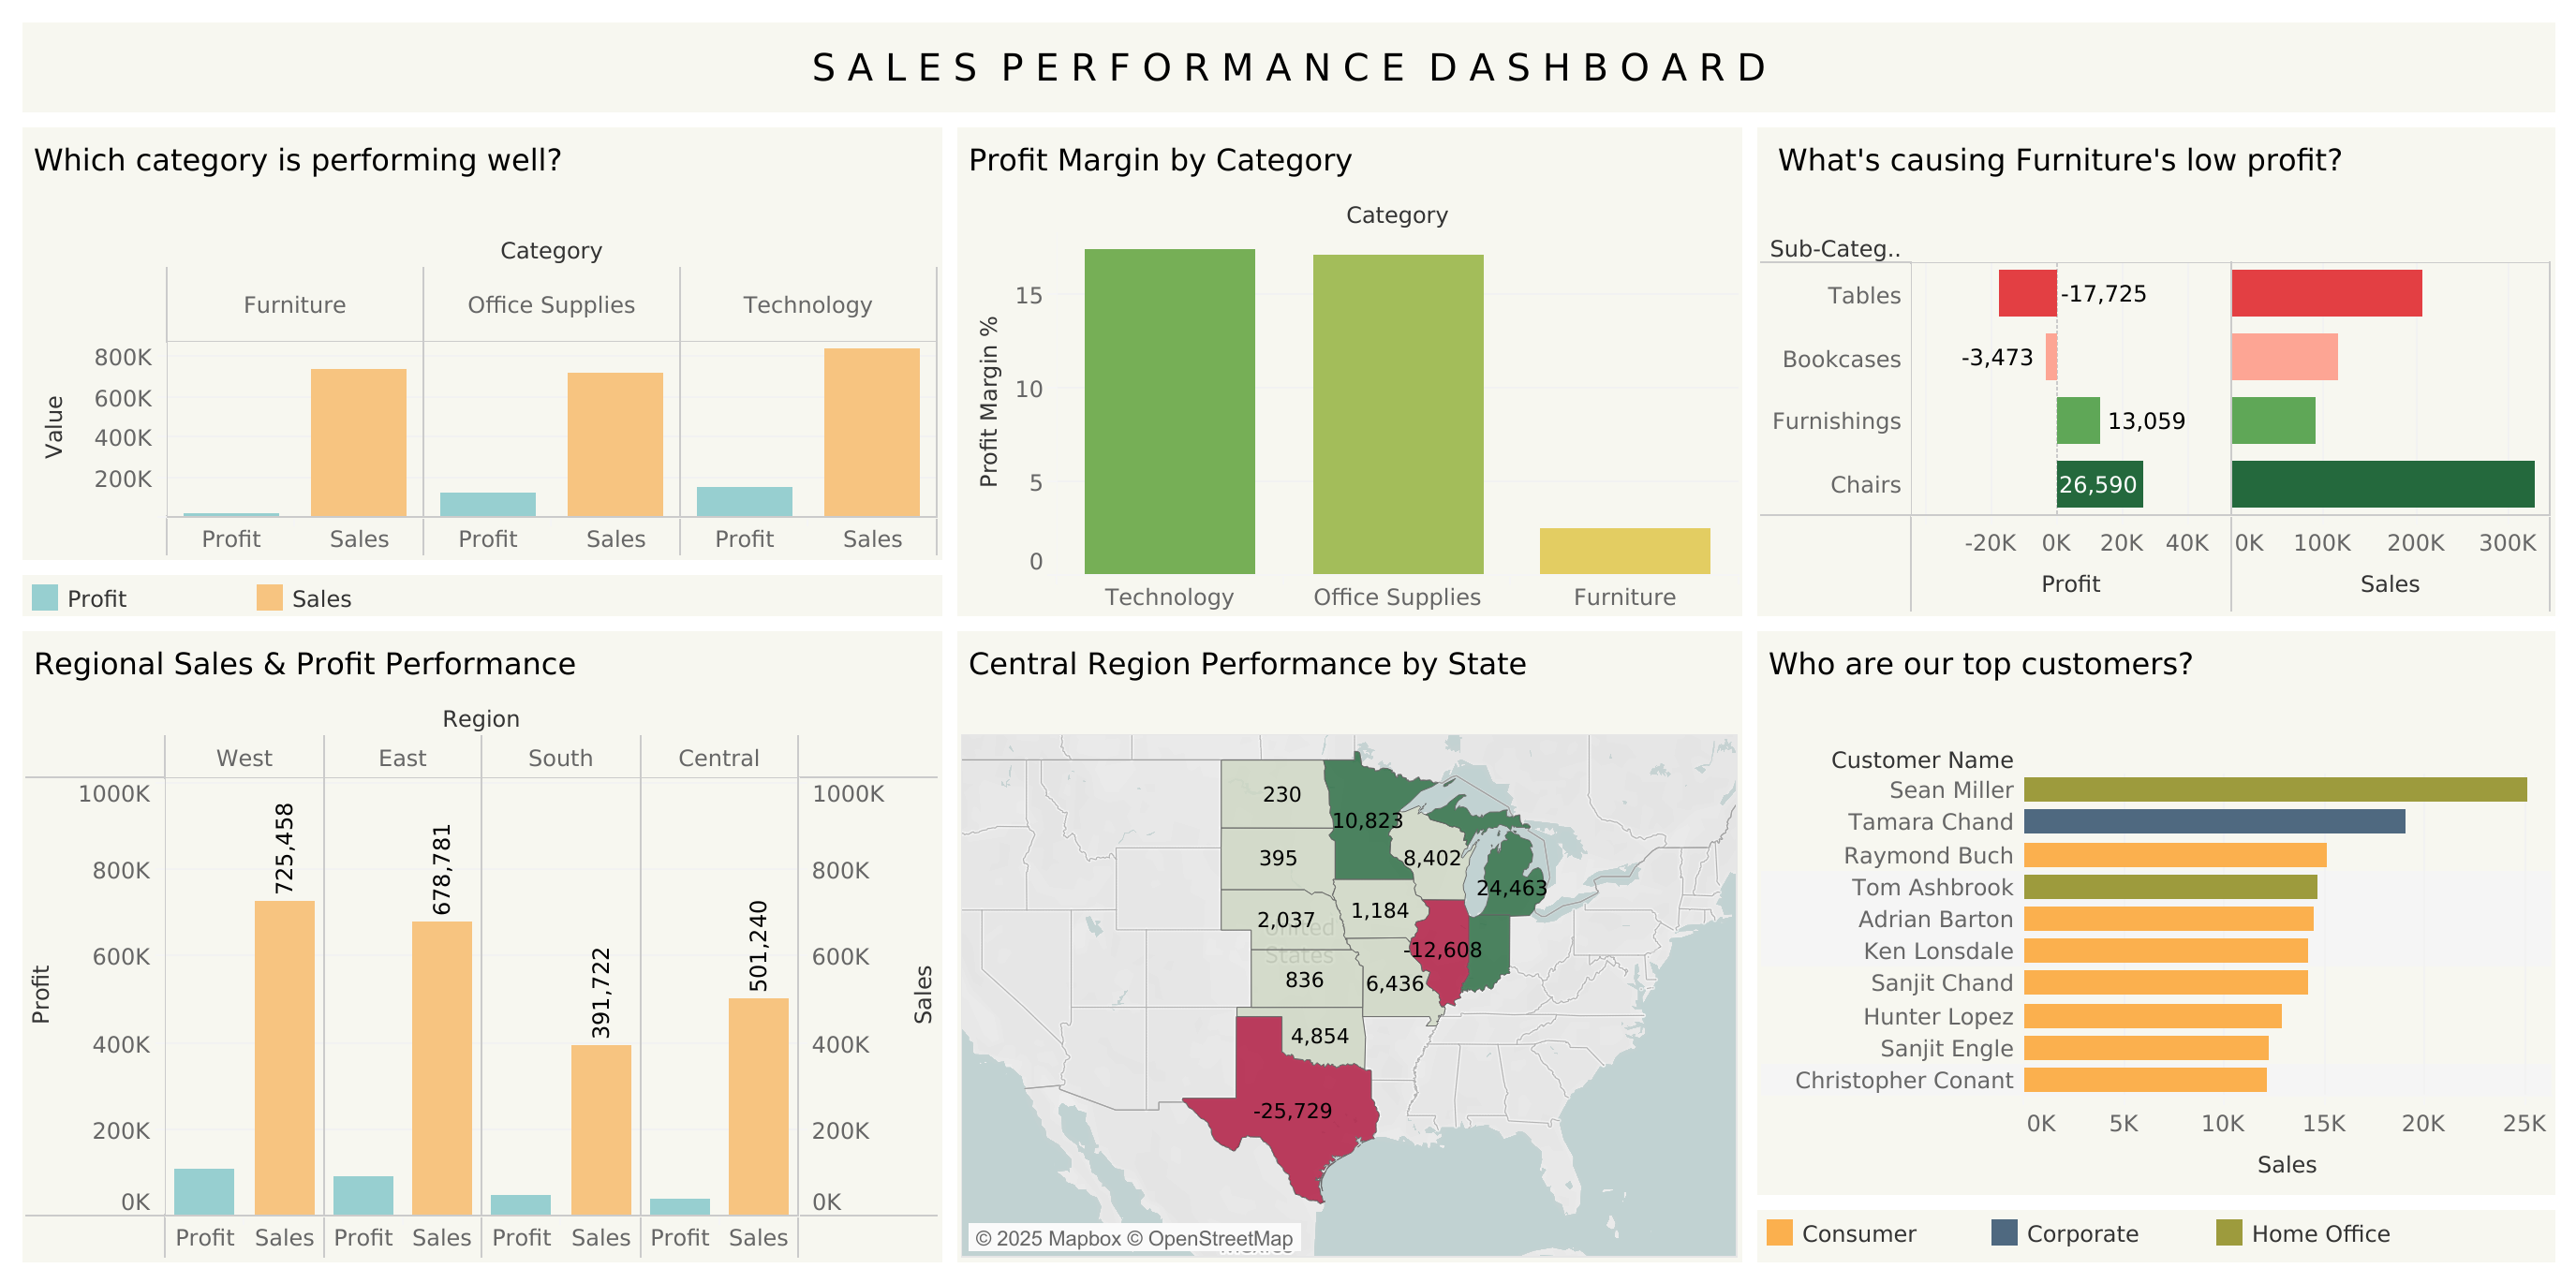 SALES PERFORMANCE DASHBOARD
Which category is performing well?
Category
Furniture Office Supplies Technology
Value
800K
600K
400K
200K
Profit Sales Profit Sales Profit Sales
Profit Sales
Profit Margin by Category
Category
Profit Margin %
15
10
5
0
Technology Office Supplies Furniture
What's causing Furniture's low profit?
Sub-Categ..
Tables -17,725
Bookcases -3,473
Furnishings 13,059
Chairs 26,590
-20K 0K 20K 40K 0K 100K 200K 300K
Profit Sales
Regional Sales & Profit Performance
Region
West East South Central
Profit
1000K
800K
600K
400K
200K
0K
725,458
678,781
391,722
501,240
1000K
800K
600K
400K
200K
0K
Sales
Profit Sales Profit Sales Profit Sales Profit Sales
Central Region Performance by State
230
10,823
395
8,402
24,463
2,037
1,184
United
States
-12,608
836
6,436
4,854
-25,729
© 2025 Mapbox © OpenStreetMap
Who are our top customers?
Customer Name
Sean Miller
Tamara Chand
Raymond Buch
Tom Ashbrook
Adrian Barton
Ken Lonsdale
Sanjit Chand
Hunter Lopez
Sanjit Engle
Christopher Conant
0K 5K 10K 15K 20K 25K
Sales
Consumer Corporate Home Office